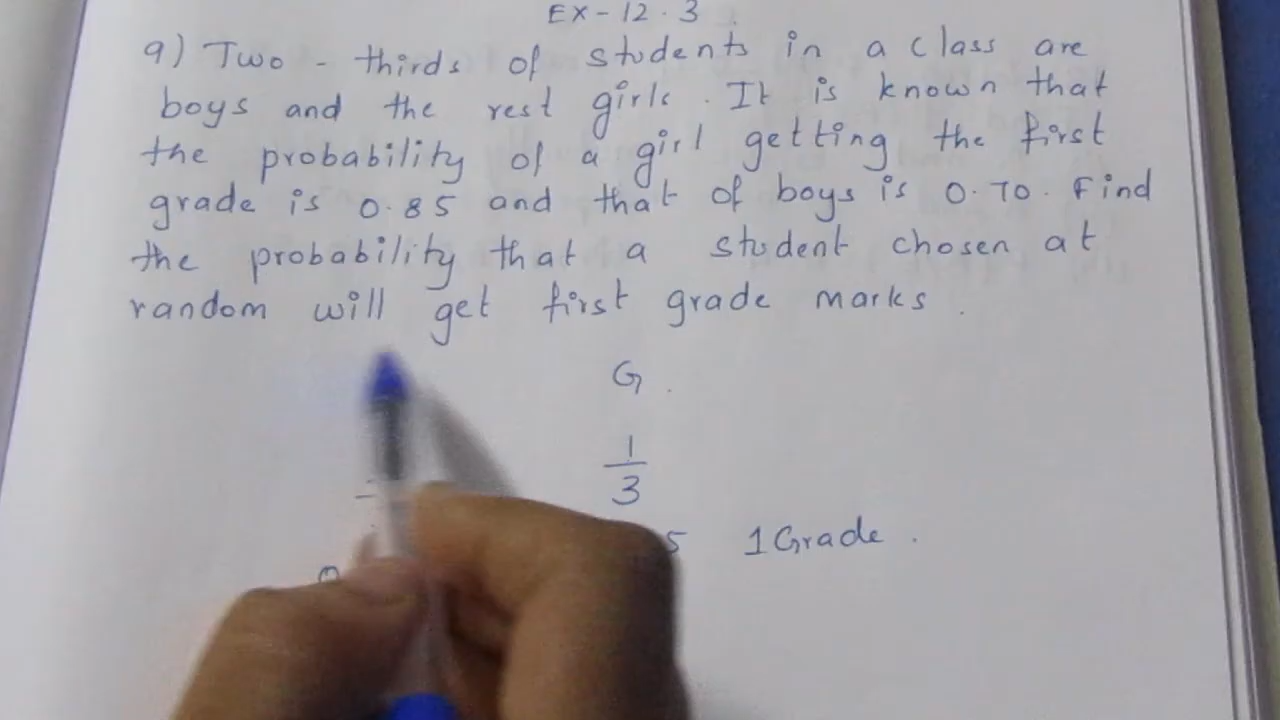 EX - 12.3
9) Two - thirds of students in a class are
boys and the rest girls. It is known that
the probability of a girl getting the first
grade is 0.85 and that of boys is 0.70. Find
the probability that a student chosen at
random will get first grade marks.
G.
1
3
5 1 Grade.